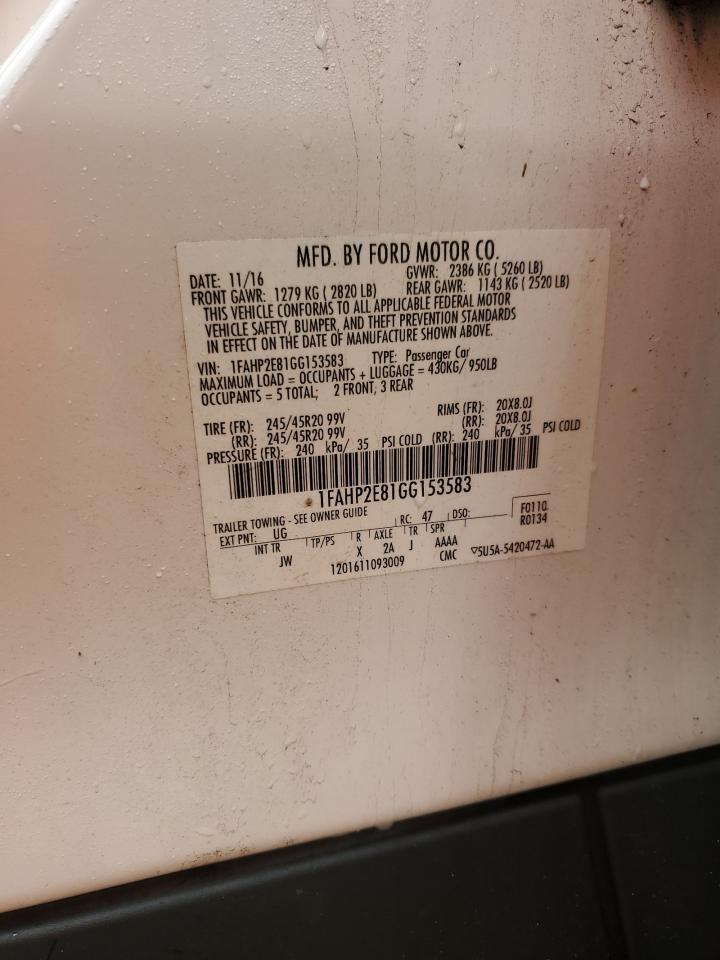 MFD. BY FORD MOTOR CO.
DATE: 11/16 GVWR: 2386 KG ( 5260 LB)
FRONT GAWR: 1279 KG ( 2820 LB) REAR GAWR: 1143 KG ( 2520 LB)
THIS VEHICLE CONFORMS TO ALL APPLICABLE FEDERAL MOTOR
VEHICLE SAFETY, BUMPER, AND THEFT PREVENTION STANDARDS
IN EFFECT ON THE DATE OF MANUFACTURE SHOWN ABOVE.
VIN: 1FAHP2E81GG153583 TYPE: Passenger Car
MAXIMUM LOAD = OCCUPANTS + LUGGAGE = 430KG/ 950LB
OCCUPANTS = 5 TOTAL; 2 FRONT, 3 REAR
TIRE (FR): 245/45R20 99V RIMS (FR): 20X8.0J
(RR): 245/45R20 99V (RR): 20X8.0J
PRESSURE (FR): 240 kPa/ 35 PSI COLD (RR): 240 kPa/ 35 PSI COLD
1FAHP2E81GG153583
TRAILER TOWING - SEE OWNER GUIDE
EXT PNT: UG RC: 47 DSO: F0110
R0134
INT TR TP/PS R AXLE TR SPR
JW X 2A J AAAA
1201611093009 CMC ▽5U5A-5420472-AA